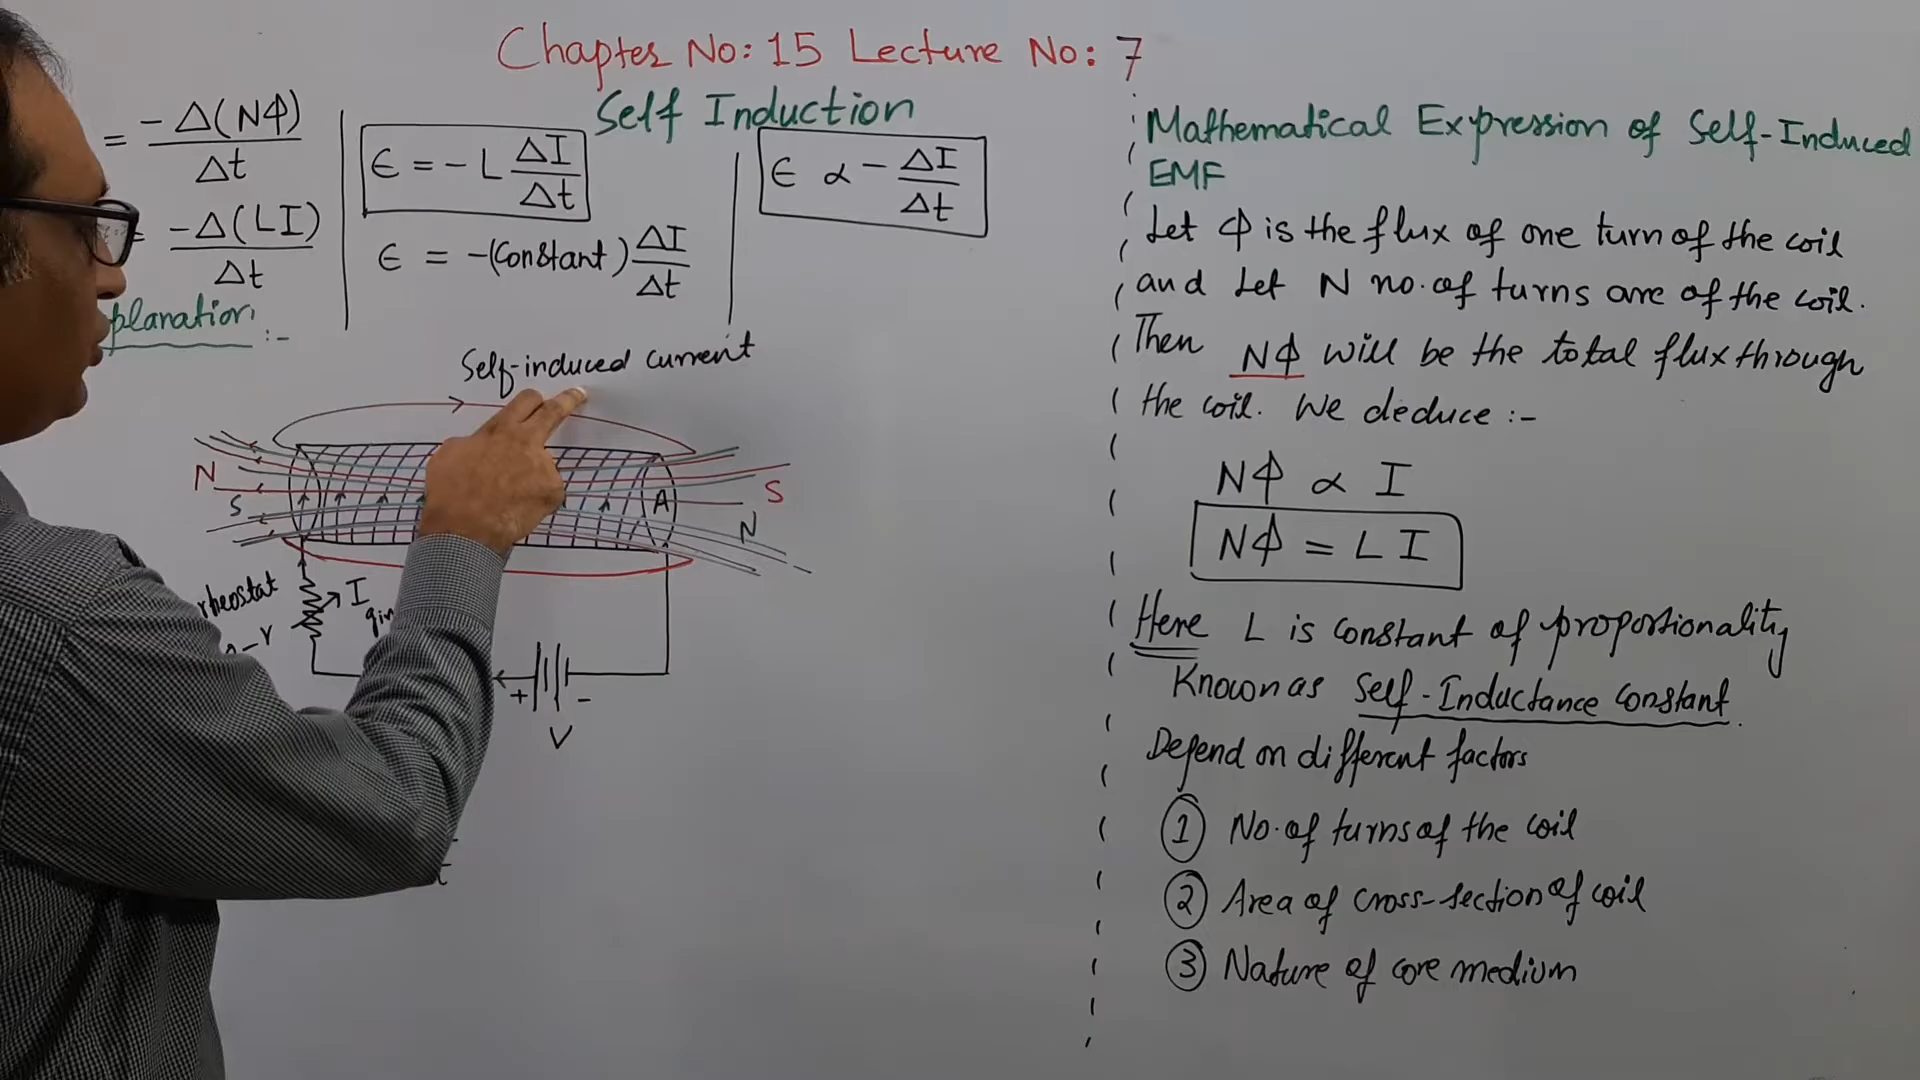 Chapter No: 15 Lecture No: 7
Self Induction
= -Δ(NΦ)/Δt
= -Δ(LI)/Δt
ϵ = -L ΔI/Δt
ϵ = -(Constant) ΔI/Δt
ϵ ∝ -ΔI/Δt
planation :-
Self-induced current
N
S
A
S
N
rheostat
I
r
+ -
V
Mathematical Expression of Self-Induced
EMF
Let Φ is the flux of one turn of the coil
and Let N no. of turns are of the coil.
Then NΦ will be the total flux through
the coil. We deduce :-
NΦ ∝ I
NΦ = LI
Here L is constant of proportionality
Known as Self-Inductance Constant.
Depend on different factors
① No. of turns of the coil
② Area of cross-section of coil
③ Nature of core medium